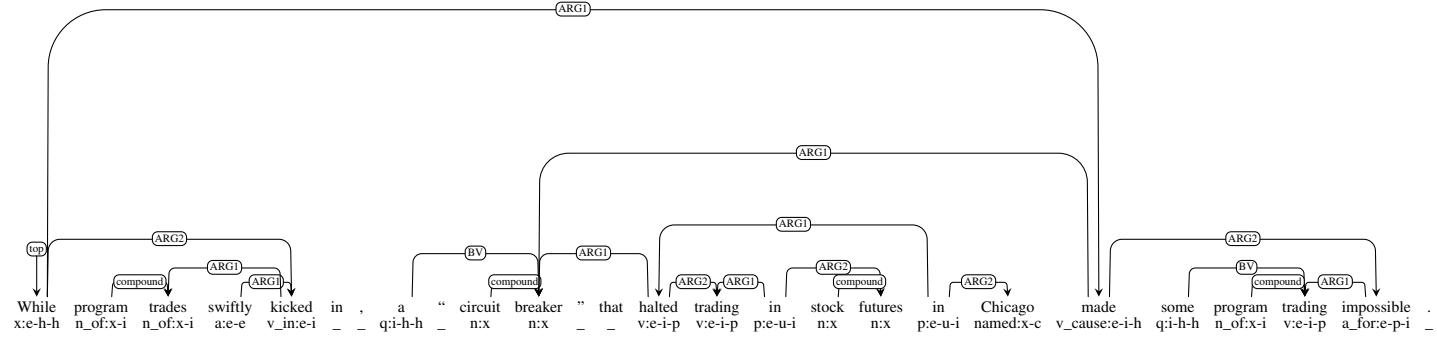 ARG1
ARG1
ARG1
top ARG2 ARG2
BV ARG1
ARG1 ARG2 BV
compound ARG1 compound ARG2 ARG1 compound ARG2 compound ARG1
While program trades swiftly kicked in , a “ circuit breaker ” that halted trading in stock futures in Chicago made some program trading impossible .
x:e-h-h n_of:x-i n_of:x-i a:e-e v_in:e-i _ _ q:i-h-h _ n:x n:x _ _ v:e-i-p v:e-i-p p:e-u-i n:x n:x p:e-u-i named:x-c v_cause:e-i-h q:i-h-h n_of:x-i v:e-i-p a_for:e-p-i _